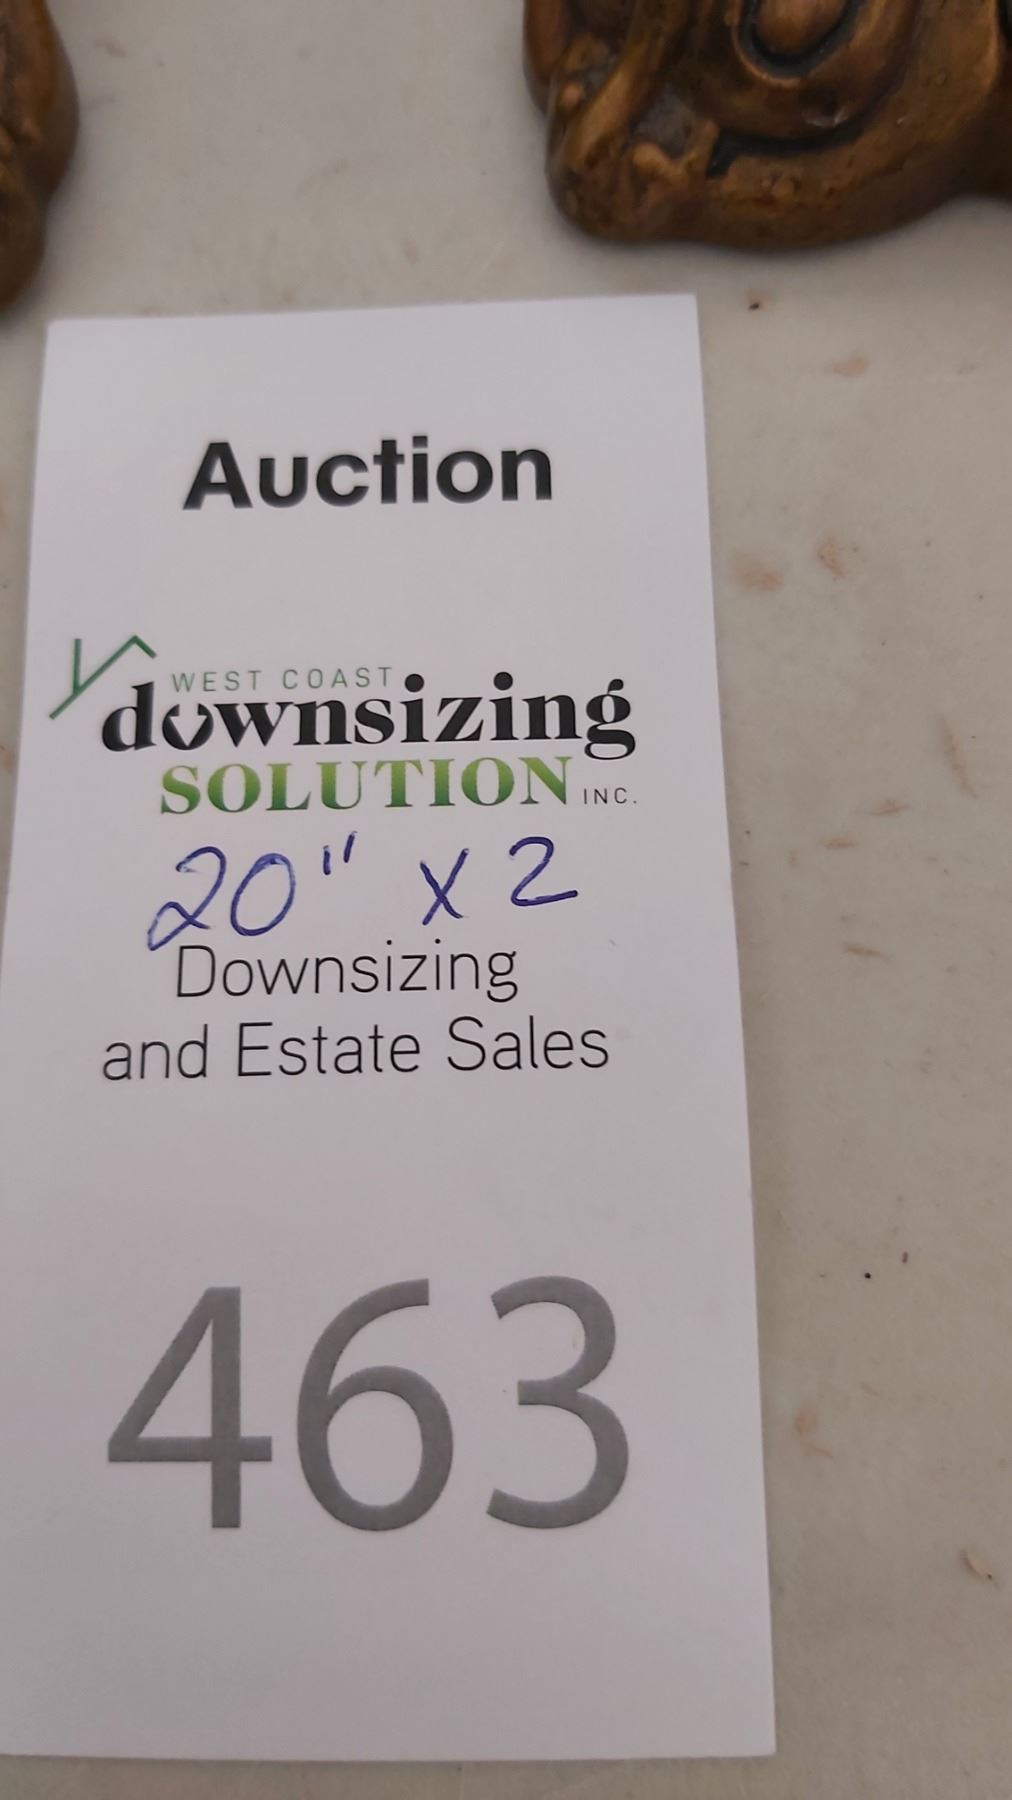 Auction
WEST COAST
downsizing
SOLUTION INC.
20" x 2
Downsizing
and Estate Sales
463